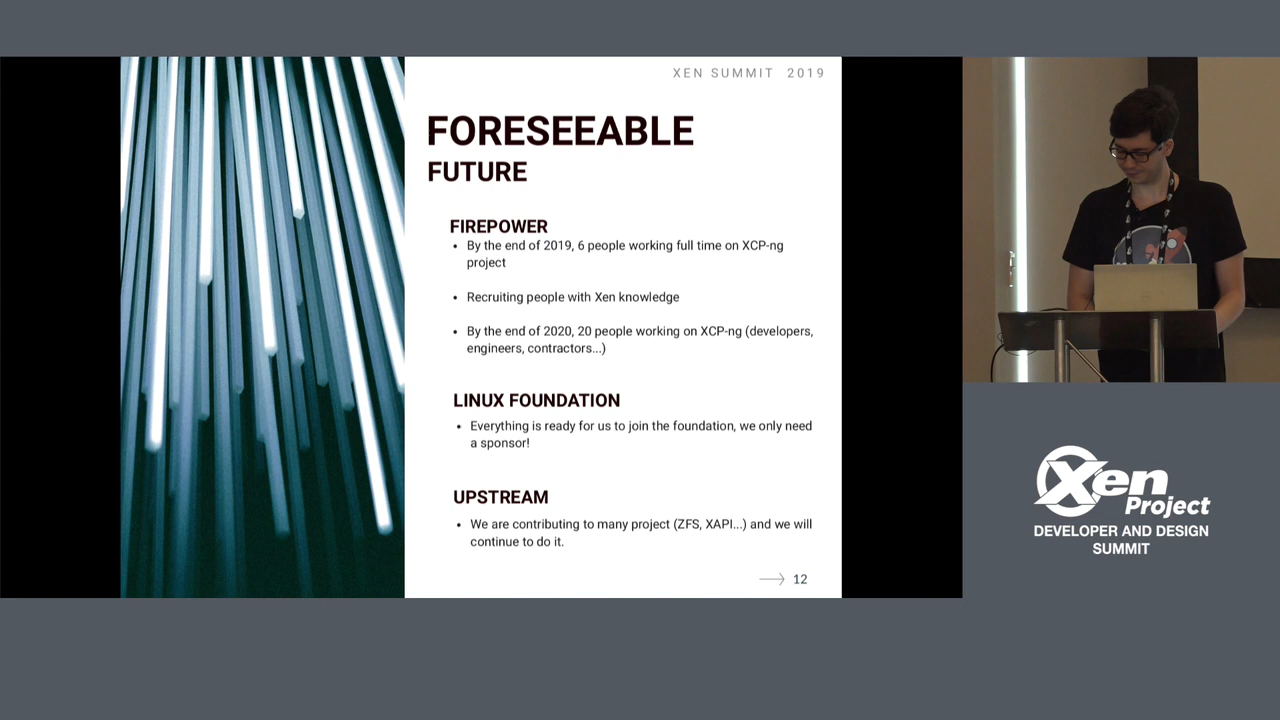 XEN SUMMIT 2019
FORESEEABLE
FUTURE
FIREPOWER
• By the end of 2019, 6 people working full time on XCP-ng
project
• Recruiting people with Xen knowledge
• By the end of 2020, 20 people working on XCP-ng (developers,
engineers, contractors...)
LINUX FOUNDATION
• Everything is ready for us to join the foundation, we only need
a sponsor!
UPSTREAM
• We are contributing to many project (ZFS, XAPI...) and we will
continue to do it.
12
Xen
Project
DEVELOPER AND DESIGN
SUMMIT